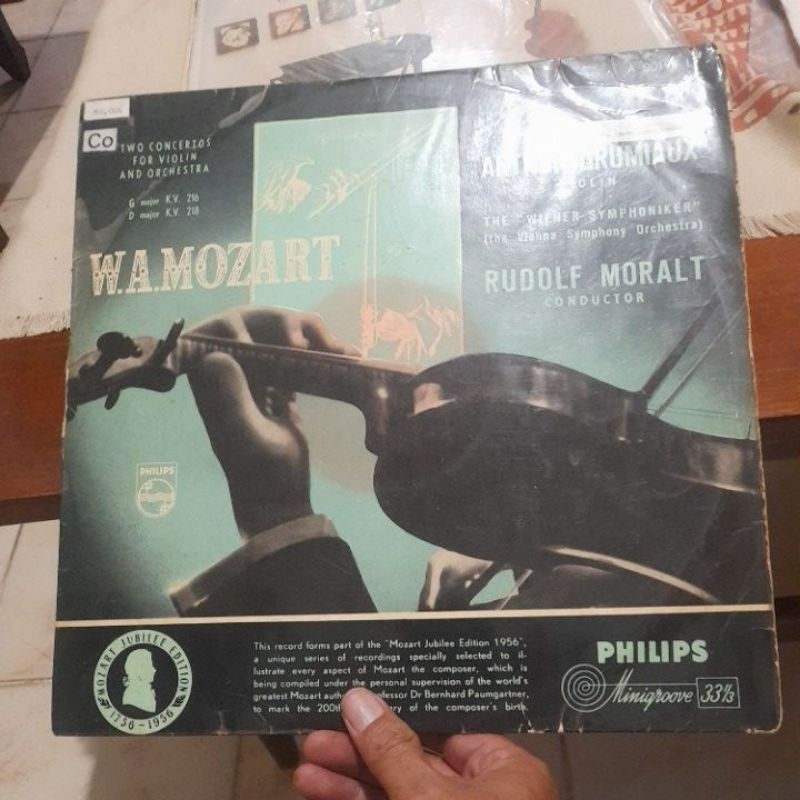 Co
TWO CONCERTOS
FOR VIOLIN
AND ORCHESTRA
G major K.V. 216
D major K.V. 218
W.A.MOZART
THE "WIENER SYMPHONIKER"
(the Vienna Symphony Orchestra)
RUDOLF MORALT
CONDUCTOR
PHILIPS
MOZART JUBILEE EDITION
1756-1956
This record forms part of the "Mozart Jubilee Edition 1956",
a unique series of recordings specially selected to il-
lustrate every aspect of Mozart the composer, which is
being compiled under the personal supervision of the world's
greatest Mozart Dr Bernhard Paumgartner,
to mark the 200th of the composer's birth.
PHILIPS
Minigroove 33⅓